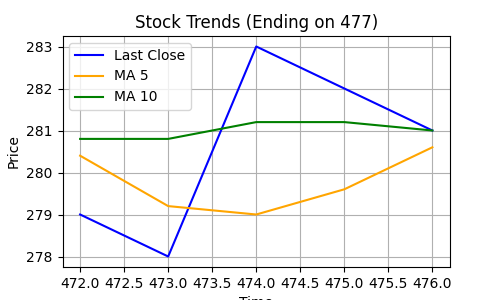 Stock Trends (Ending on 477)
Last Close
MA 5
MA 10
Price
283
282
281
280
279
278
472.0 472.5 473.0 473.5 474.0 474.5 475.0 475.5 476.0
Time